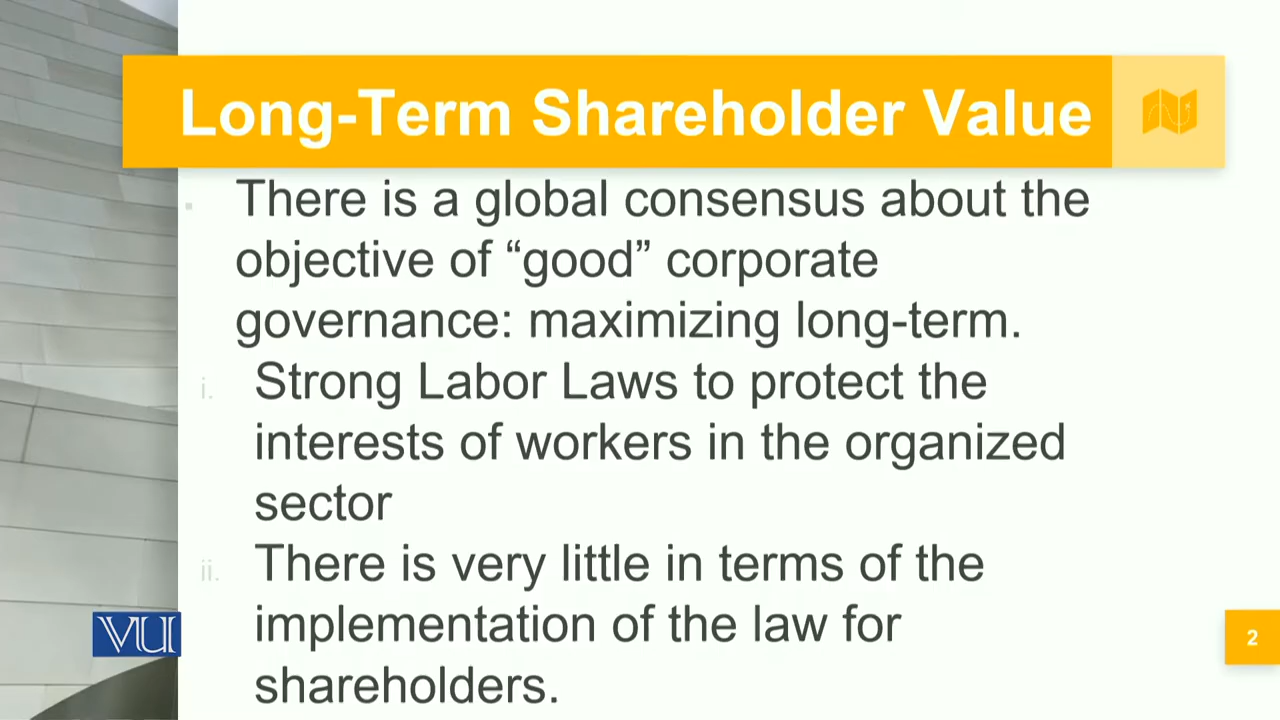 Long-Term Shareholder Value
▪ There is a global consensus about the
objective of “good” corporate
governance: maximizing long-term.
i. Strong Labor Laws to protect the
interests of workers in the organized
sector
ii. There is very little in terms of the
implementation of the law for
shareholders.
VU
2